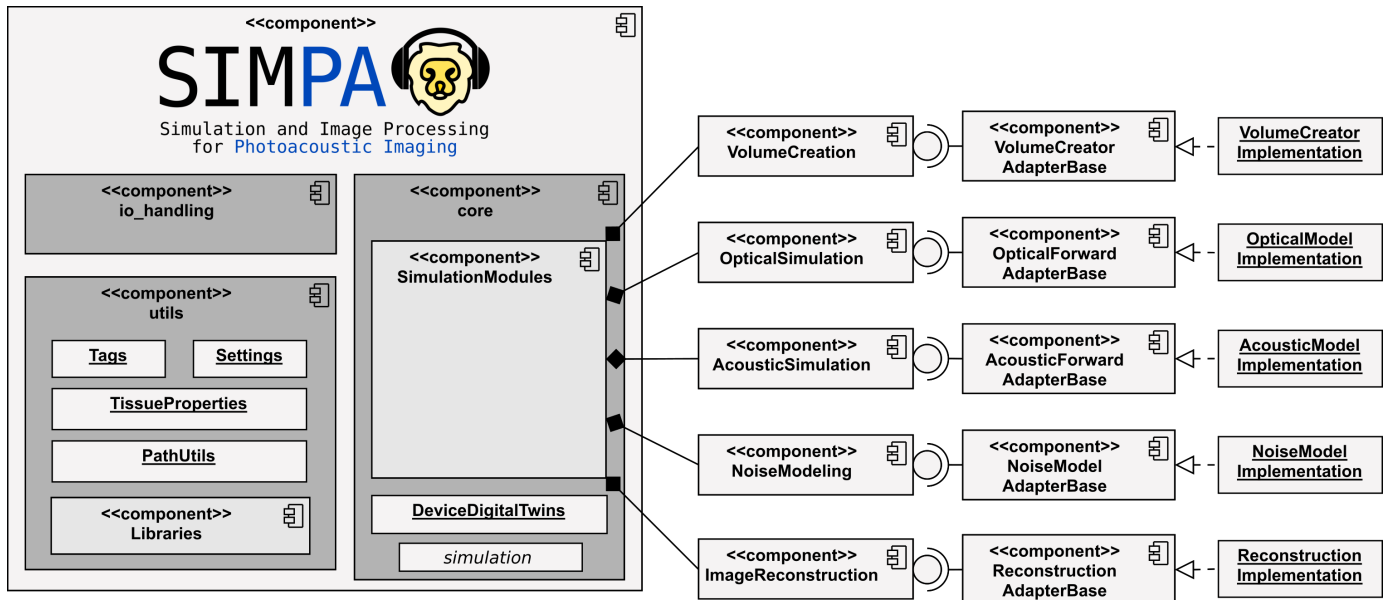 <<component>>
SIMPA
Simulation and Image Processing
for Photoacoustic Imaging
<<component>>
io_handling
<<component>>
utils
Tags
Settings
TissueProperties
PathUtils
<<component>>
Libraries
<<component>>
core
<<component>>
SimulationModules
DeviceDigitalTwins
simulation
<<component>>
VolumeCreation
<<component>>
VolumeCreator
AdapterBase
VolumeCreator
Implementation
<<component>>
OpticalSimulation
<<component>>
OpticalForward
AdapterBase
OpticalModel
Implementation
<<component>>
AcousticSimulation
<<component>>
AcousticForward
AdapterBase
AcousticModel
Implementation
<<component>>
NoiseModeling
<<component>>
NoiseModel
AdapterBase
NoiseModel
Implementation
<<component>>
ImageReconstruction
<<component>>
Reconstruction
AdapterBase
Reconstruction
Implementation